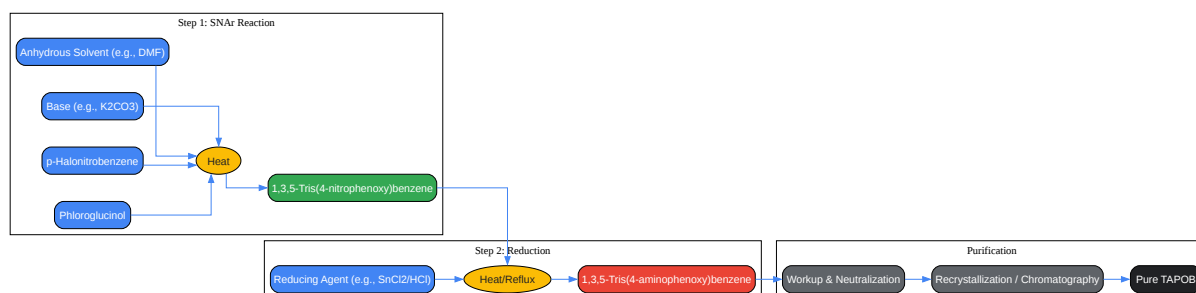 Step 1: SNAr Reaction
Anhydrous Solvent (e.g., DMF)
Base (e.g., K2CO3)
p-Halonitrobenzene
Heat
1,3,5-Tris(4-nitrophenoxy)benzene
Phloroglucinol
Step 2: Reduction
Reducing Agent (e.g., SnCl2/HCl)
Heat/Reflux
1,3,5-Tris(4-aminophenoxy)benzene
Purification
Workup & Neutralization
Recrystallization / Chromatography
Pure TAPOB